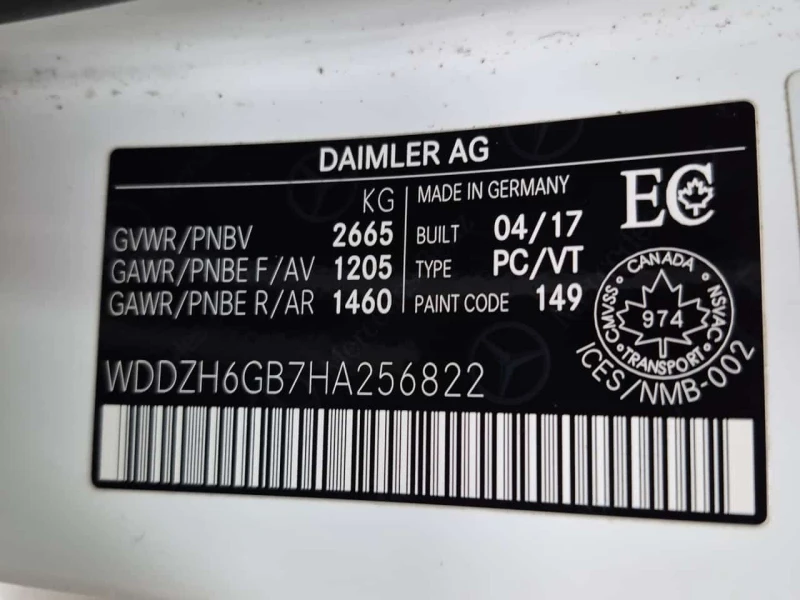 DAIMLER AG
KG
GVWR/PNBV 2665
GAWR/PNBE F/AV 1205
GAWR/PNBE R/AR 1460
MADE IN GERMANY
BUILT 04/17
TYPE PC/VT
PAINT CODE 149
EC
CANADA
CMVSS 974 NSVAC
TRANSPORT
ICES/NMB-002
WDDZH6GB7HA256822